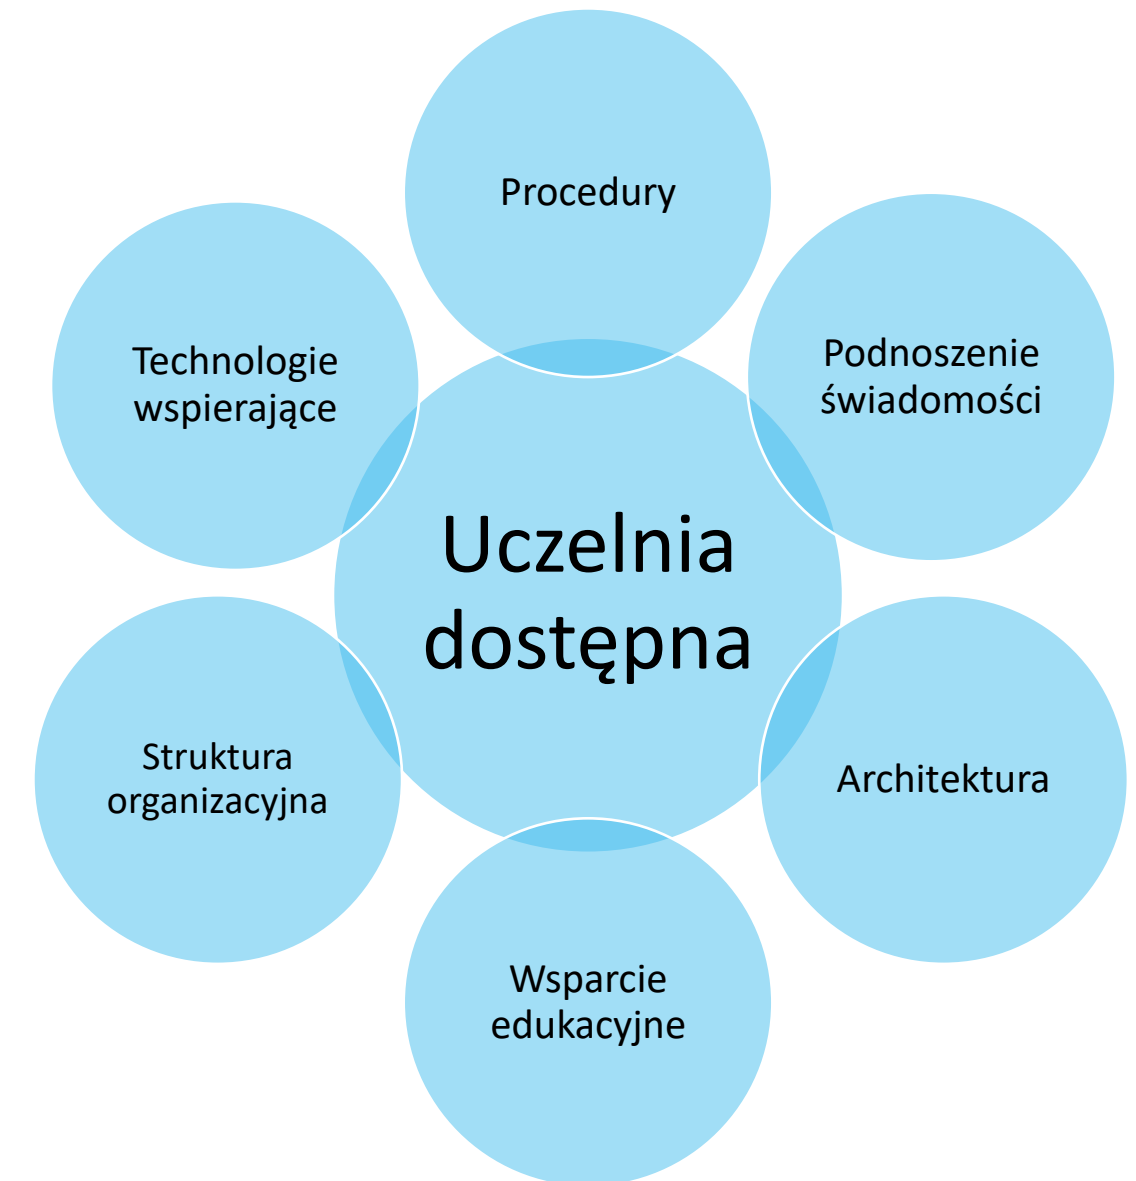 Procedury
Podnoszenie
świadomości
Technologie
wspierające
Uczelnia
dostępna
Struktura
organizacyjna
Architektura
Wsparcie
edukacyjne